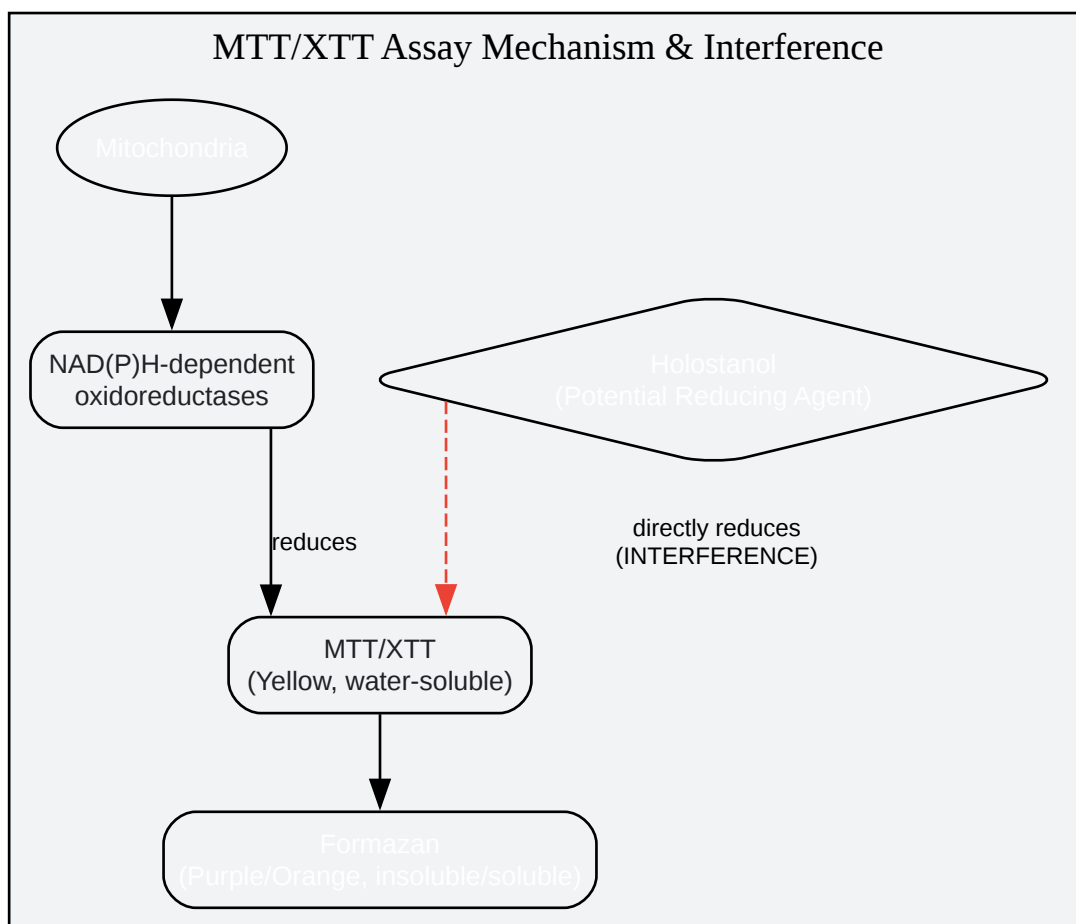 MTT/XTT Assay Mechanism & Interference
Mitochondria
NAD(P)H-dependent
oxidoreductases
Holostanol
(Potential Reducing Agent)
reduces
directly reduces
(INTERFERENCE)
MTT/XTT
(Yellow, water-soluble)
Formazan
(Purple/Orange, insoluble/soluble)